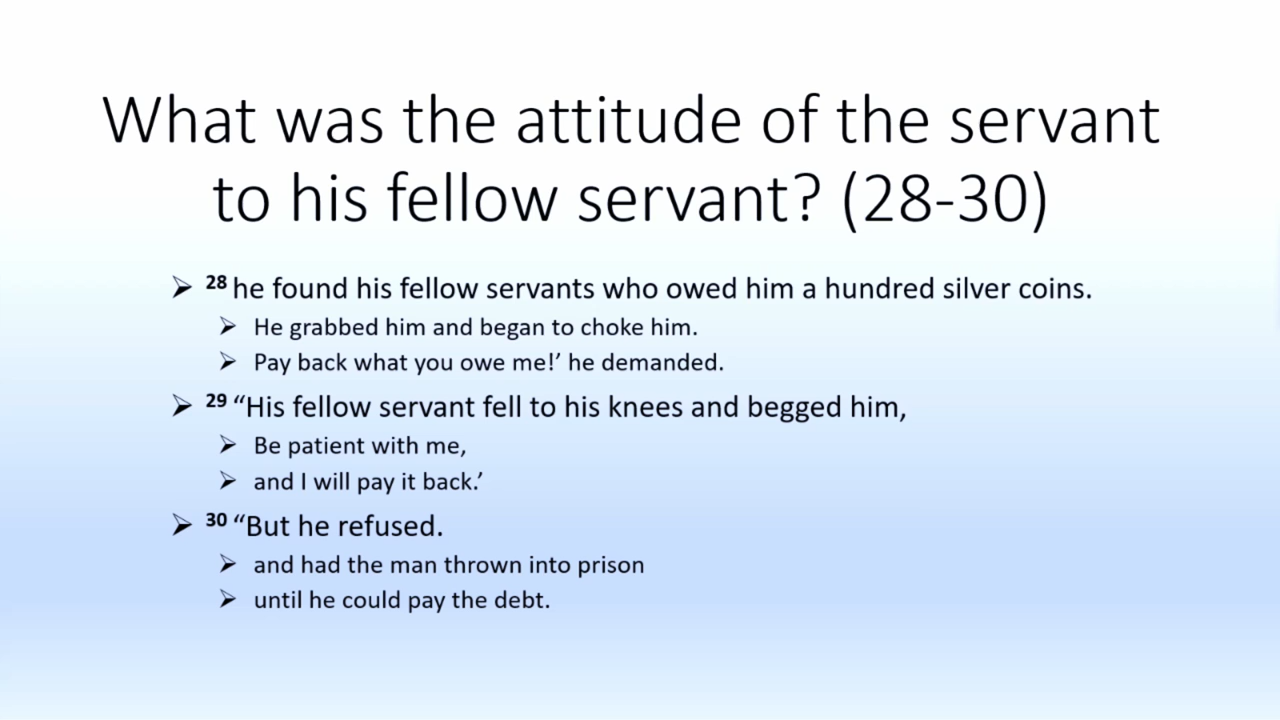 What was the attitude of the servant
to his fellow servant? (28-30)
28 he found his fellow servants who owed him a hundred silver coins.
He grabbed him and began to choke him.
Pay back what you owe me!’ he demanded.
29 “His fellow servant fell to his knees and begged him,
Be patient with me,
and I will pay it back.’
30 “But he refused.
and had the man thrown into prison
until he could pay the debt.